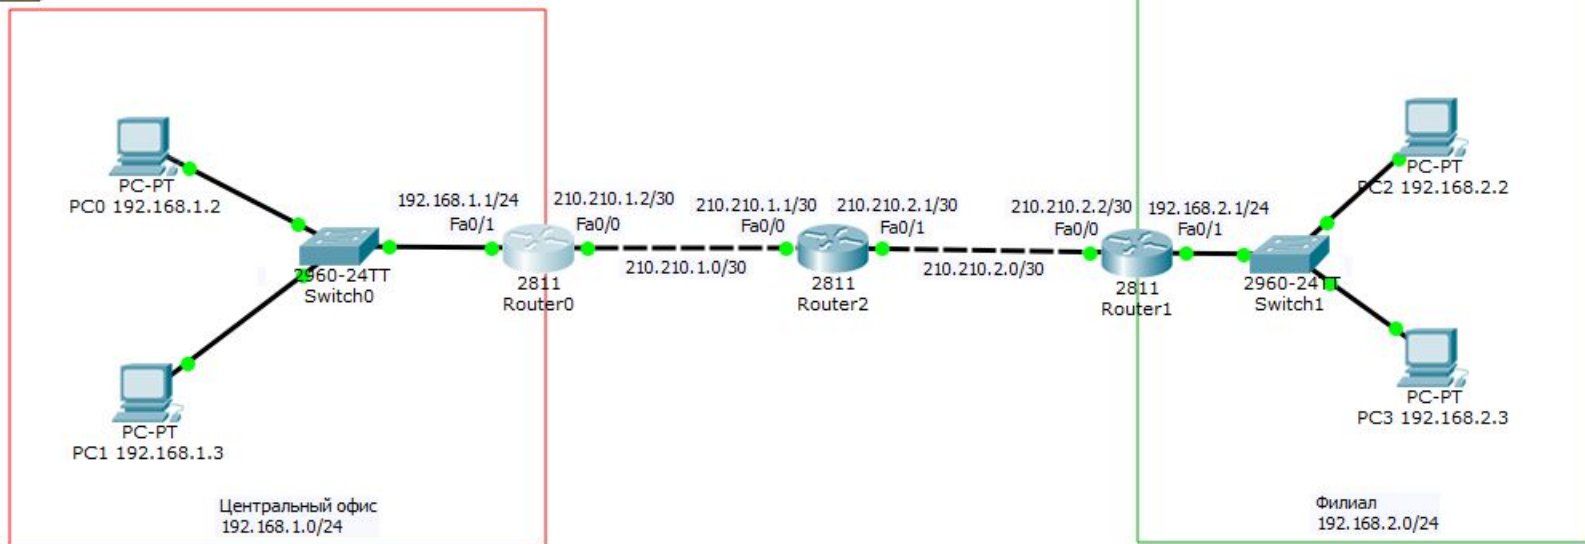 PC-PT
PC0 192.168.1.2
192.168.1.1/24
Fa0/1
210.210.1.2/30
Fa0/0
2960-24TT
Switch0
2811
Router0
210.210.1.0/30
PC-PT
PC1 192.168.1.3
Центральный офис
192.168.1.0/24
210.210.1.1/30
Fa0/0
210.210.2.1/30
Fa0/1
2811
Router2
210.210.2.0/30
210.210.2.2/30
Fa0/0
192.168.2.1/24
Fa0/1
2811
Router1
2960-24TT
Switch1
PC-PT
PC2 192.168.2.2
PC-PT
PC3 192.168.2.3
Филиал
192.168.2.0/24